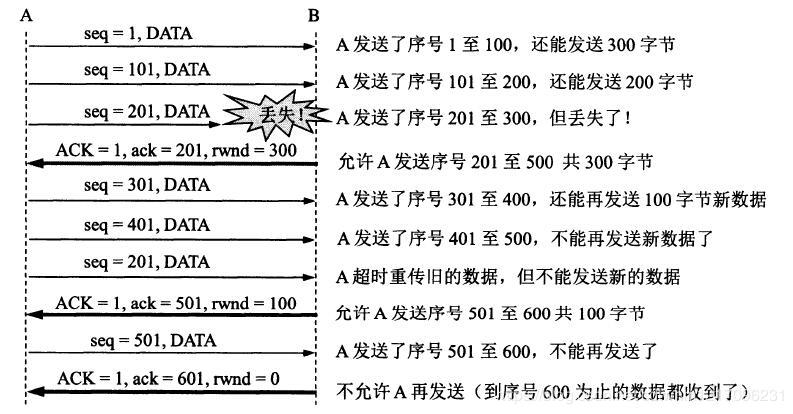 A B
seq = 1, DATA A 发送了序号 1 至 100，还能发送 300 字节
seq = 101, DATA A 发送了序号 101 至 200，还能发送 200 字节
seq = 201, DATA 丢失！ A 发送了序号 201 至 300，但丢失了！
ACK = 1, ack = 201, rwnd = 300 允许 A 发送序号 201 至 500 共 300 字节
seq = 301, DATA A 发送了序号 301 至 400，还能再发送 100 字节新数据
seq = 401, DATA A 发送了序号 401 至 500，不能再发送新数据了
seq = 201, DATA A 超时重传旧的数据，但不能发送新的数据
ACK = 1, ack = 501, rwnd = 100 允许 A 发送序号 501 至 600 共 100 字节
seq = 501, DATA A 发送了序号 501 至 600，不能再发送了
ACK = 1, ack = 601, rwnd = 0 不允许 A 再发送（到序号 600 为止的数据都收到了）